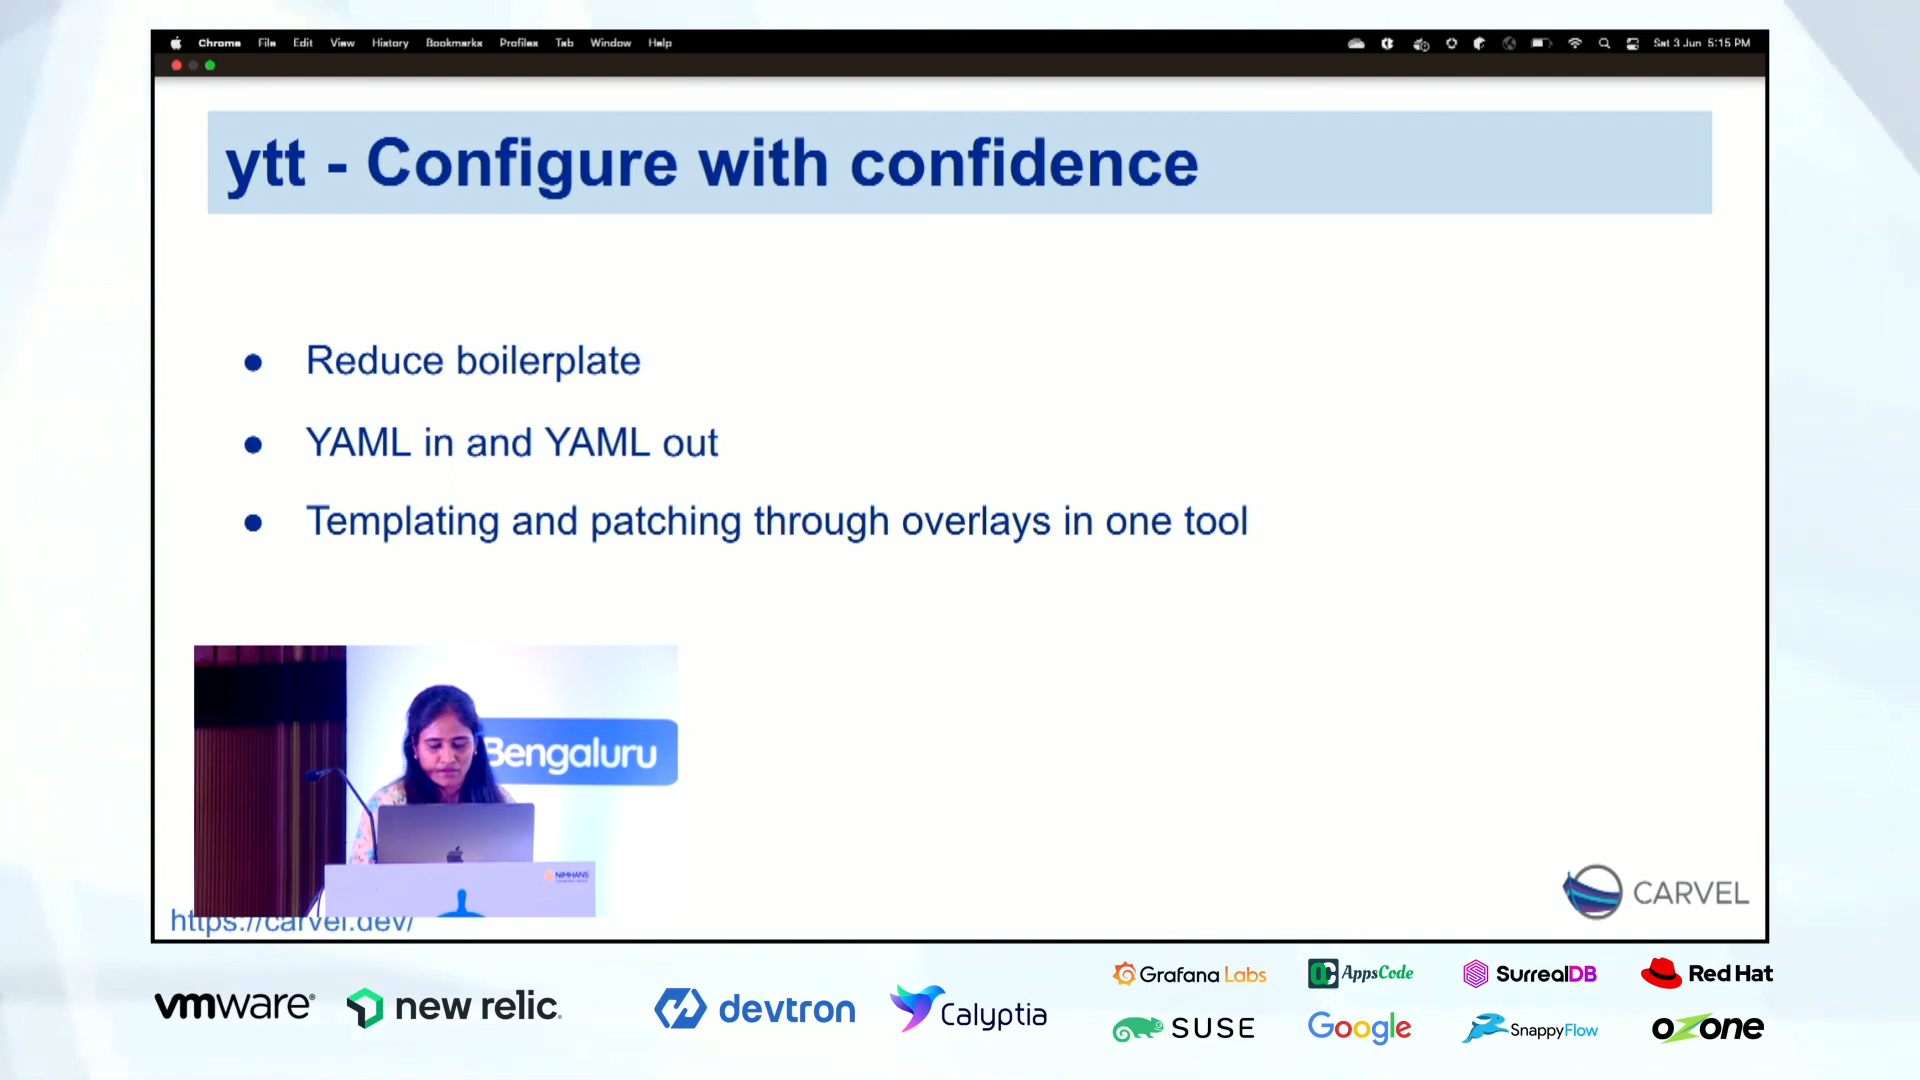 Chrome File Edit View History Bookmarks Profiles Tab Window Help
Sat 3 Jun 5:15 PM
ytt - Configure with confidence
Reduce boilerplate
YAML in and YAML out
Templating and patching through overlays in one tool
Bengaluru
NIMHANS
https://carvel.dev/
CARVEL
vmware®
new relic.
devtron
Calyptia
Grafana Labs
AppsCode
SurrealDB
Red Hat
SUSE
Google
SnappyFlow
ozone